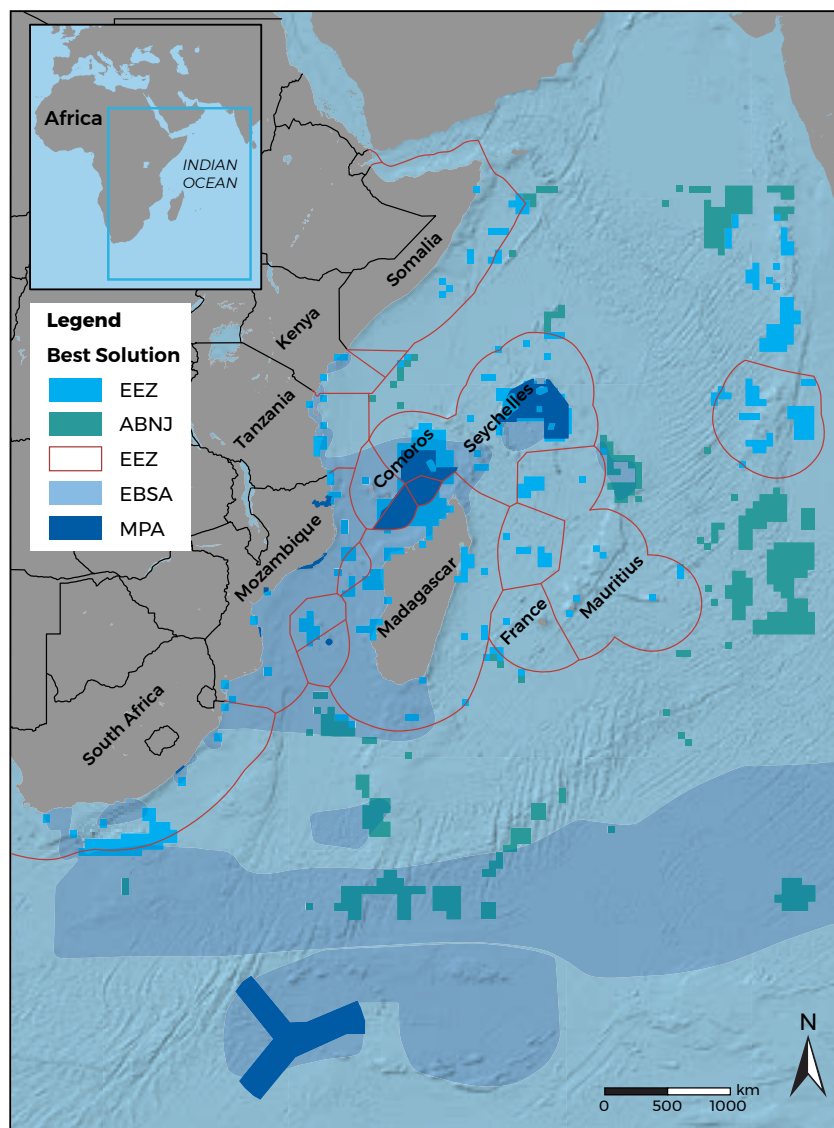 Africa
INDIAN
OCEAN
Legend
Best Solution
EEZ
ABNJ
EEZ
EBSA
MPA
Somalia
Kenya
Tanzania
Seychelles
Comoros
Mozambique
Madagascar
Mauritius
France
South Africa
N
km
0 500 1000